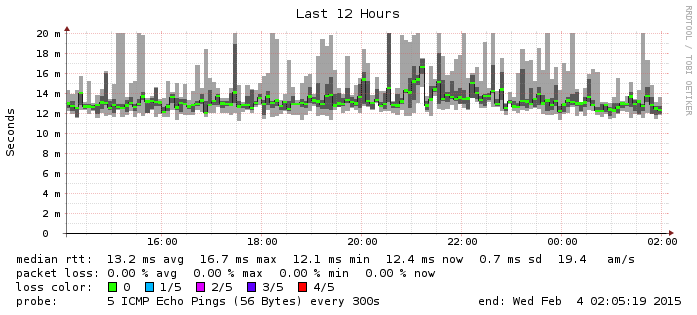 Last 12 Hours
RRDTOOL / TOBI OETIKER
Seconds
20 m
18 m
16 m
14 m
12 m
10 m
8 m
6 m
4 m
2 m
0
16:00 18:00 20:00 22:00 00:00 02:00
median rtt: 13.2 ms avg 16.7 ms max 12.1 ms min 12.4 ms now 0.7 ms sd 19.4 am/s
packet loss: 0.00 % avg 0.00 % max 0.00 % min 0.00 % now
loss color: 0 1/5 2/5 3/5 4/5
probe: 5 ICMP Echo Pings (56 Bytes) every 300s end: Wed Feb 4 02:05:19 2015